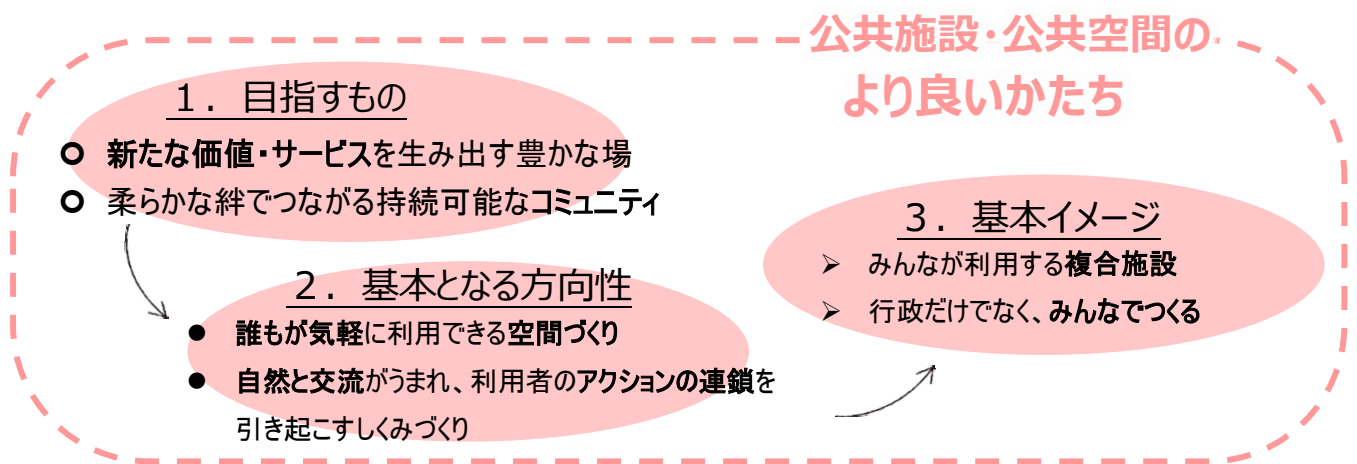 公共施設・公共空間の
より良いかたち
1．目指すもの
新たな価値・サービスを生み出す豊かな場
柔らかな絆でつながる持続可能なコミュニティ
2．基本となる方向性
誰もが気軽に利用できる空間づくり
自然と交流がうまれ、利用者のアクションの連鎖を
引き起こすしくみづくり
3．基本イメージ
みんなが利用する複合施設
行政だけでなく、みんなでつくる